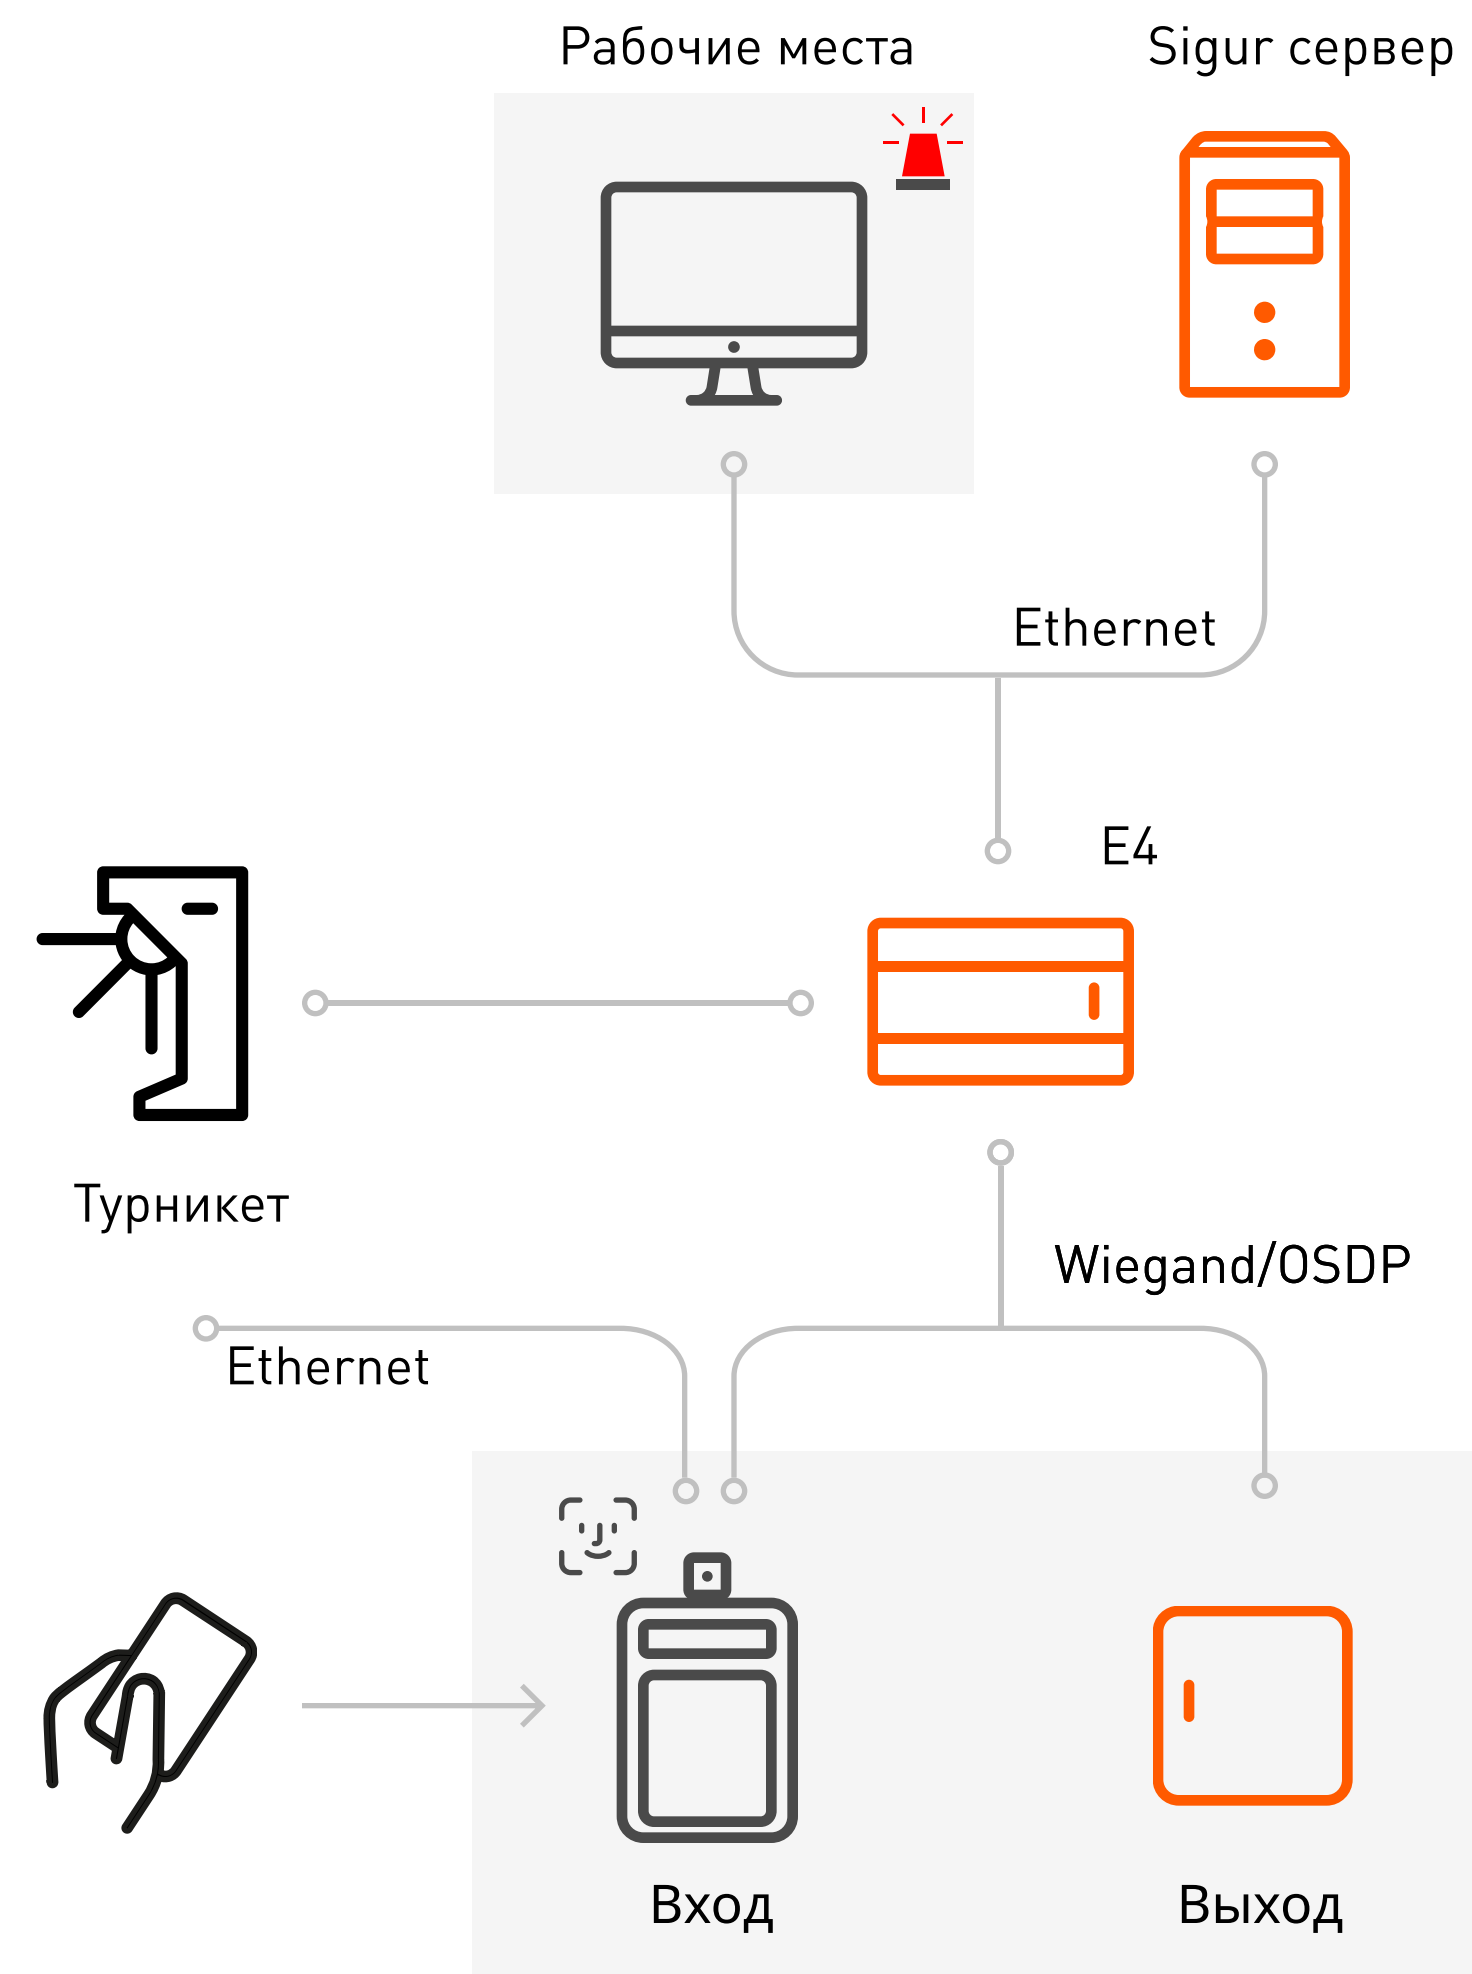 Рабочие места
Sigur сервер
Ethernet
E4
Турникет
Wiegand/OSDP
Ethernet
Вход
Выход